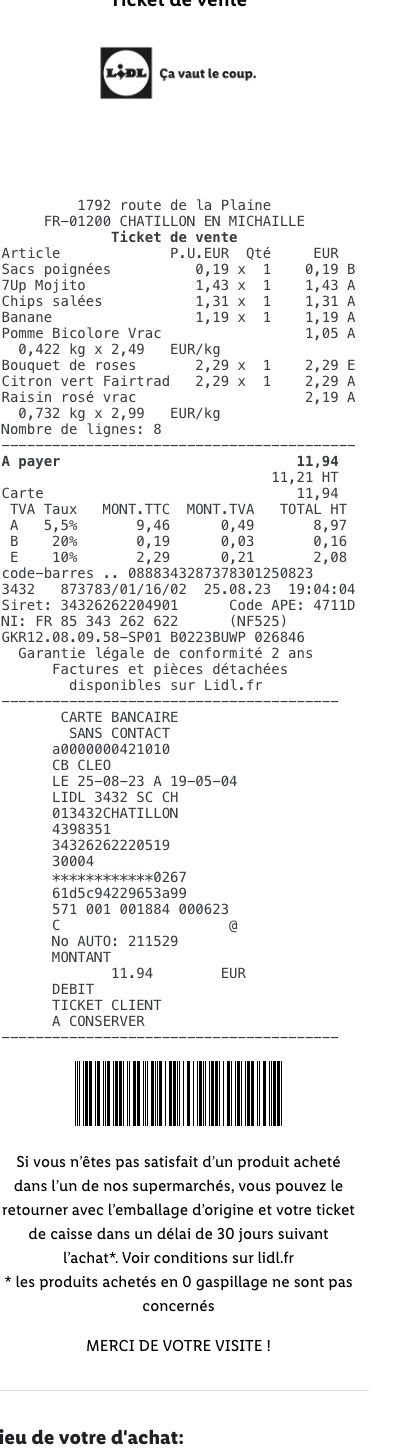 Ticket de vente
LIDL Ça vaut le coup.
1792 route de la Plaine
FR-01200 CHATILLON EN MICHAILLE
Ticket de vente
Article P.U.EUR Qté EUR
Sacs poignées 0,19 x 1 0,19 B
7Up Mojito 1,43 x 1 1,43 A
Chips salées 1,31 x 1 1,31 A
Banane 1,19 x 1 1,19 A
Pomme Bicolore Vrac 1,05 A
0,422 kg x 2,49 EUR/kg
Bouquet de roses 2,29 x 1 2,29 E
Citron vert Fairtrad 2,29 x 1 2,29 A
Raisin rosé vrac 2,19 A
0,732 kg x 2,99 EUR/kg
Nombre de lignes: 8
A payer 11,94
11,21 HT
Carte 11,94
TVA Taux MONT.TTC MONT.TVA TOTAL HT
A 5,5% 9,46 0,49 8,97
B 20% 0,19 0,03 0,16
E 10% 2,29 0,21 2,08
code-barres .. 0888343287378301250823
3432 873783/01/16/02 25.08.23 19:04:04
Siret: 34326262204901 Code APE: 4711D
NI: FR 85 343 262 622 (NF525)
GKR12.08.09.58-SP01 B0223BUWP 026846
Garantie légale de conformité 2 ans
Factures et pièces détachées
disponibles sur Lidl.fr
CARTE BANCAIRE
SANS CONTACT
a0000000421010
CB CLEO
LE 25-08-23 A 19-05-04
LIDL 3432 SC CH
013432CHATILLON
4398351
34326262220519
30004
************0267
61d5c94229653a99
571 001 001884 000623
C @
No AUTO: 211529
MONTANT
11.94 EUR
DEBIT
TICKET CLIENT
A CONSERVER
Si vous n'êtes pas satisfait d'un produit acheté
dans l'un de nos supermarchés, vous pouvez le
retourner avec l'emballage d'origine et votre ticket
de caisse dans un délai de 30 jours suivant
l'achat*. Voir conditions sur lidl.fr
* les produits achetés en 0 gaspillage ne sont pas
concernés
MERCI DE VOTRE VISITE !
ieu de votre d'achat: